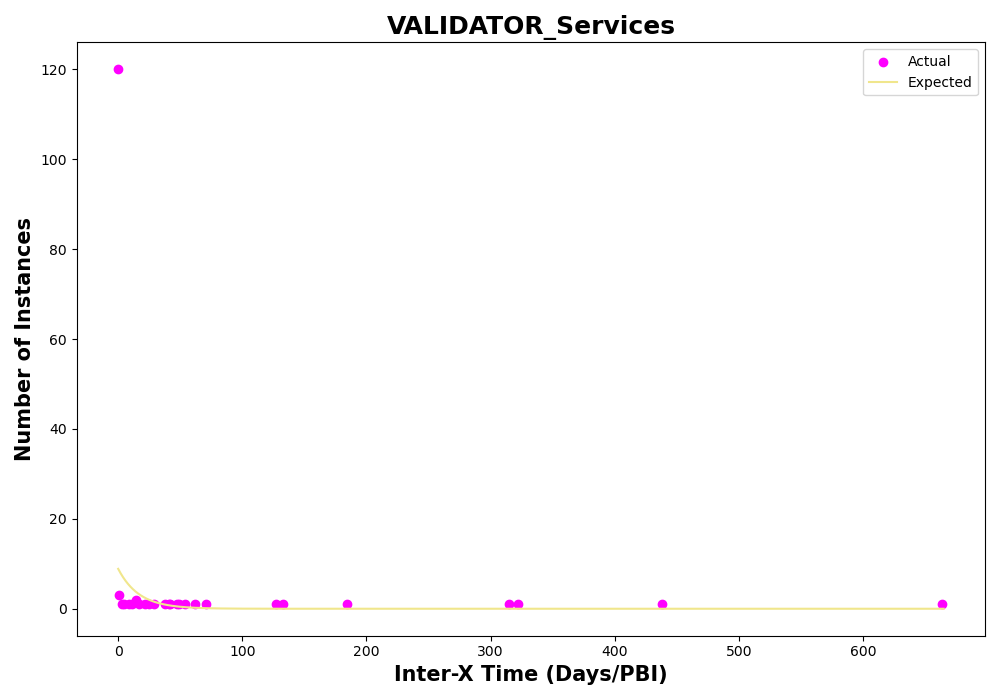 VALIDATOR_Services
Actual
Expected
120
100
80
60
40
20
0
Number of Instances
0 100 200 300 400 500 600
Inter-X Time (Days/PBI)